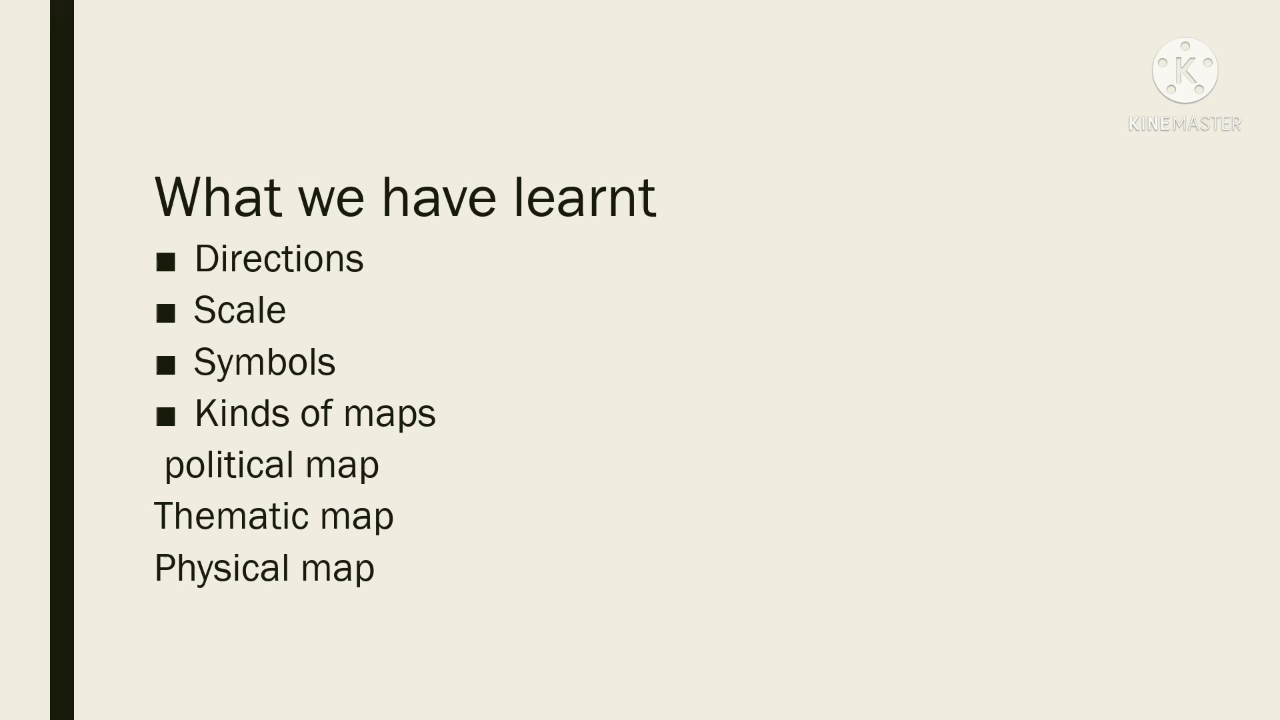 K
KINEMASTER
What we have learnt
■ Directions
■ Scale
■ Symbols
■ Kinds of maps
political map
Thematic map
Physical map